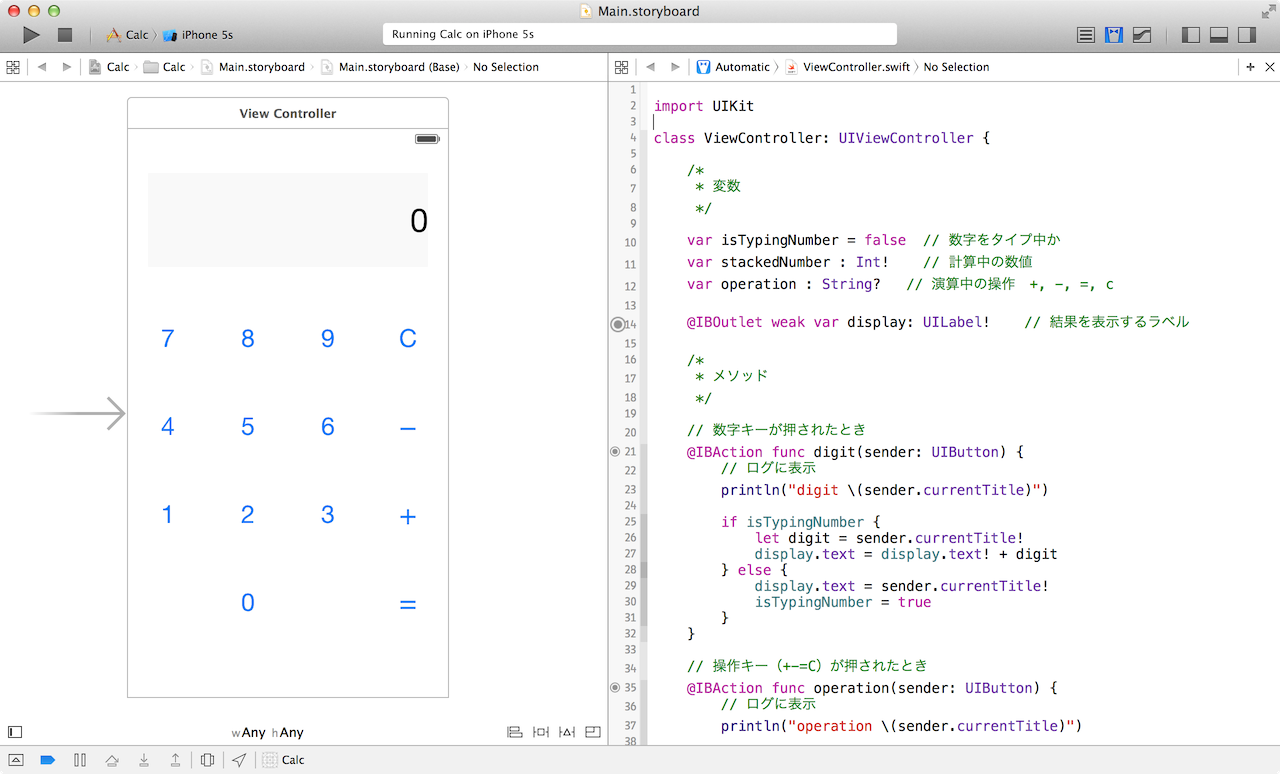 Main.storyboard
Calc iPhone 5s
Running Calc on iPhone 5s
Calc Calc Main.storyboard Main.storyboard (Base) No Selection
Automatic ViewController.swift No Selection
View Controller
0
7 8 9 C
4 5 6 −
1 2 3 +
0 =
wAny hAny
1
2 import UIKit
3
4 class ViewController: UIViewController {
5
6 /*
7 * 変数
8 */
9
10 var isTypingNumber = false // 数字をタイプ中か
11 var stackedNumber : Int! // 計算中の数値
12 var operation : String? // 演算中の操作 +, -, =, c
13
14 @IBOutlet weak var display: UILabel! // 結果を表示するラベル
15
16 /*
17 * メソッド
18 */
19
20 // 数字キーが押されたとき
21 @IBAction func digit(sender: UIButton) {
22 // ログに表示
23 println("digit \(sender.currentTitle)")
24
25 if isTypingNumber {
26 let digit = sender.currentTitle!
27 display.text = display.text! + digit
28 } else {
29 display.text = sender.currentTitle!
30 isTypingNumber = true
31 }
32 }
33
34 // 操作キー（+-=C）が押されたとき
35 @IBAction func operation(sender: UIButton) {
36 // ログに表示
37 println("operation \(sender.currentTitle)")
38
Calc